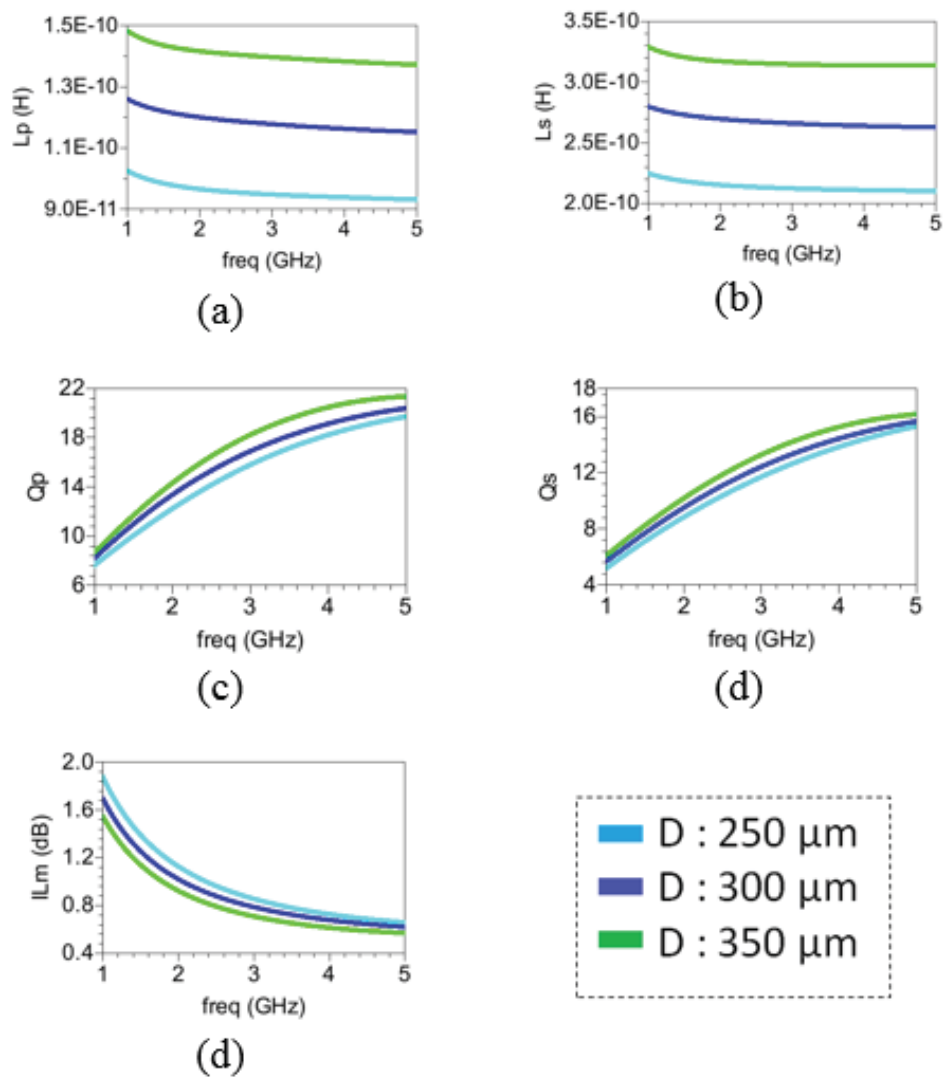 1.5E-10
1.3E-10
1.1E-10
9.0E-11
Lp (H)
1 2 3 4 5
freq (GHz)
(a)
3.5E-10
3.0E-10
2.5E-10
2.0E-10
Ls (H)
1 2 3 4 5
freq (GHz)
(b)
22
18
14
10
6
Qp
1 2 3 4 5
freq (GHz)
(c)
18
16
12
8
4
Qs
1 2 3 4 5
freq (GHz)
(d)
2.0
1.6
1.2
0.8
0.4
ILm (dB)
1 2 3 4 5
freq (GHz)
(d)
D : 250 µm
D : 300 µm
D : 350 µm